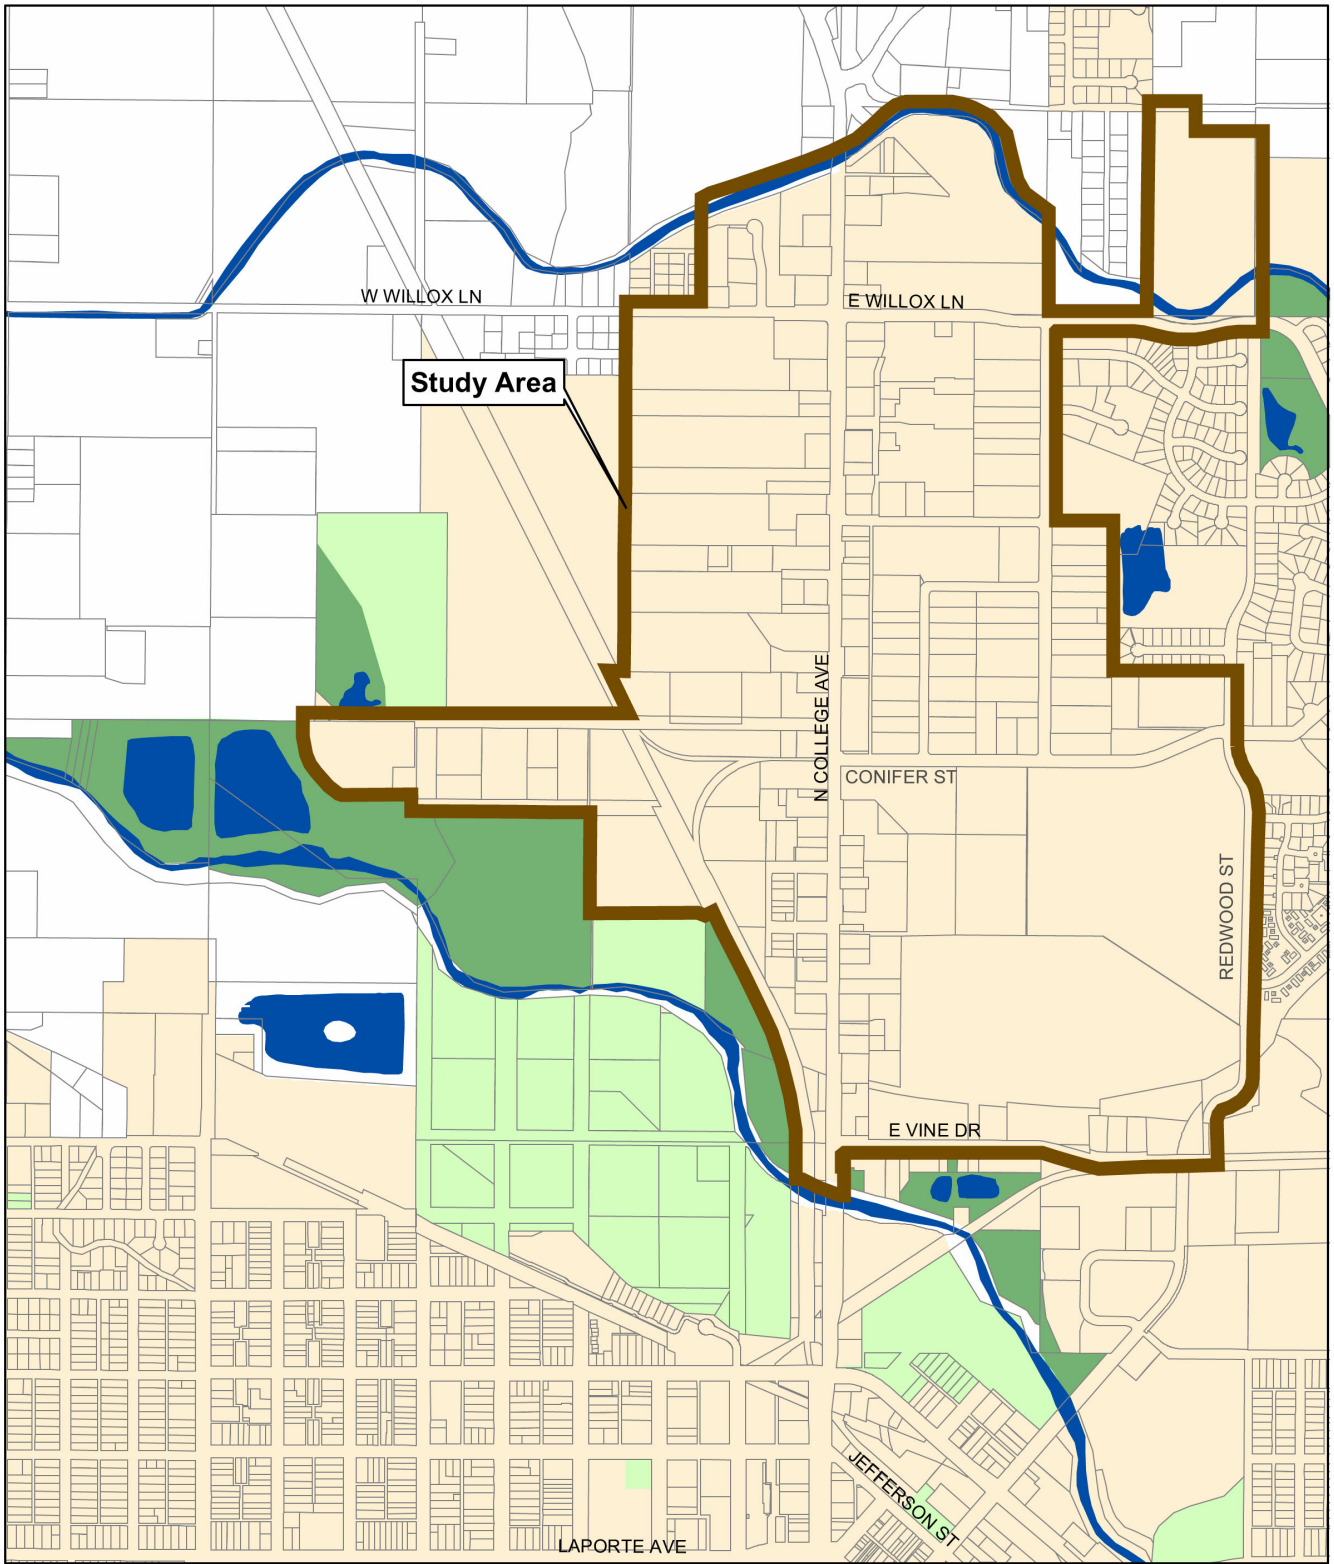 W WILLOX LN
E WILLOX LN
Study Area
N COLLEGE AVE
CONIFER ST
REDWOOD ST
E VINE DR
JEFFERSON ST
LAPORTE AVE